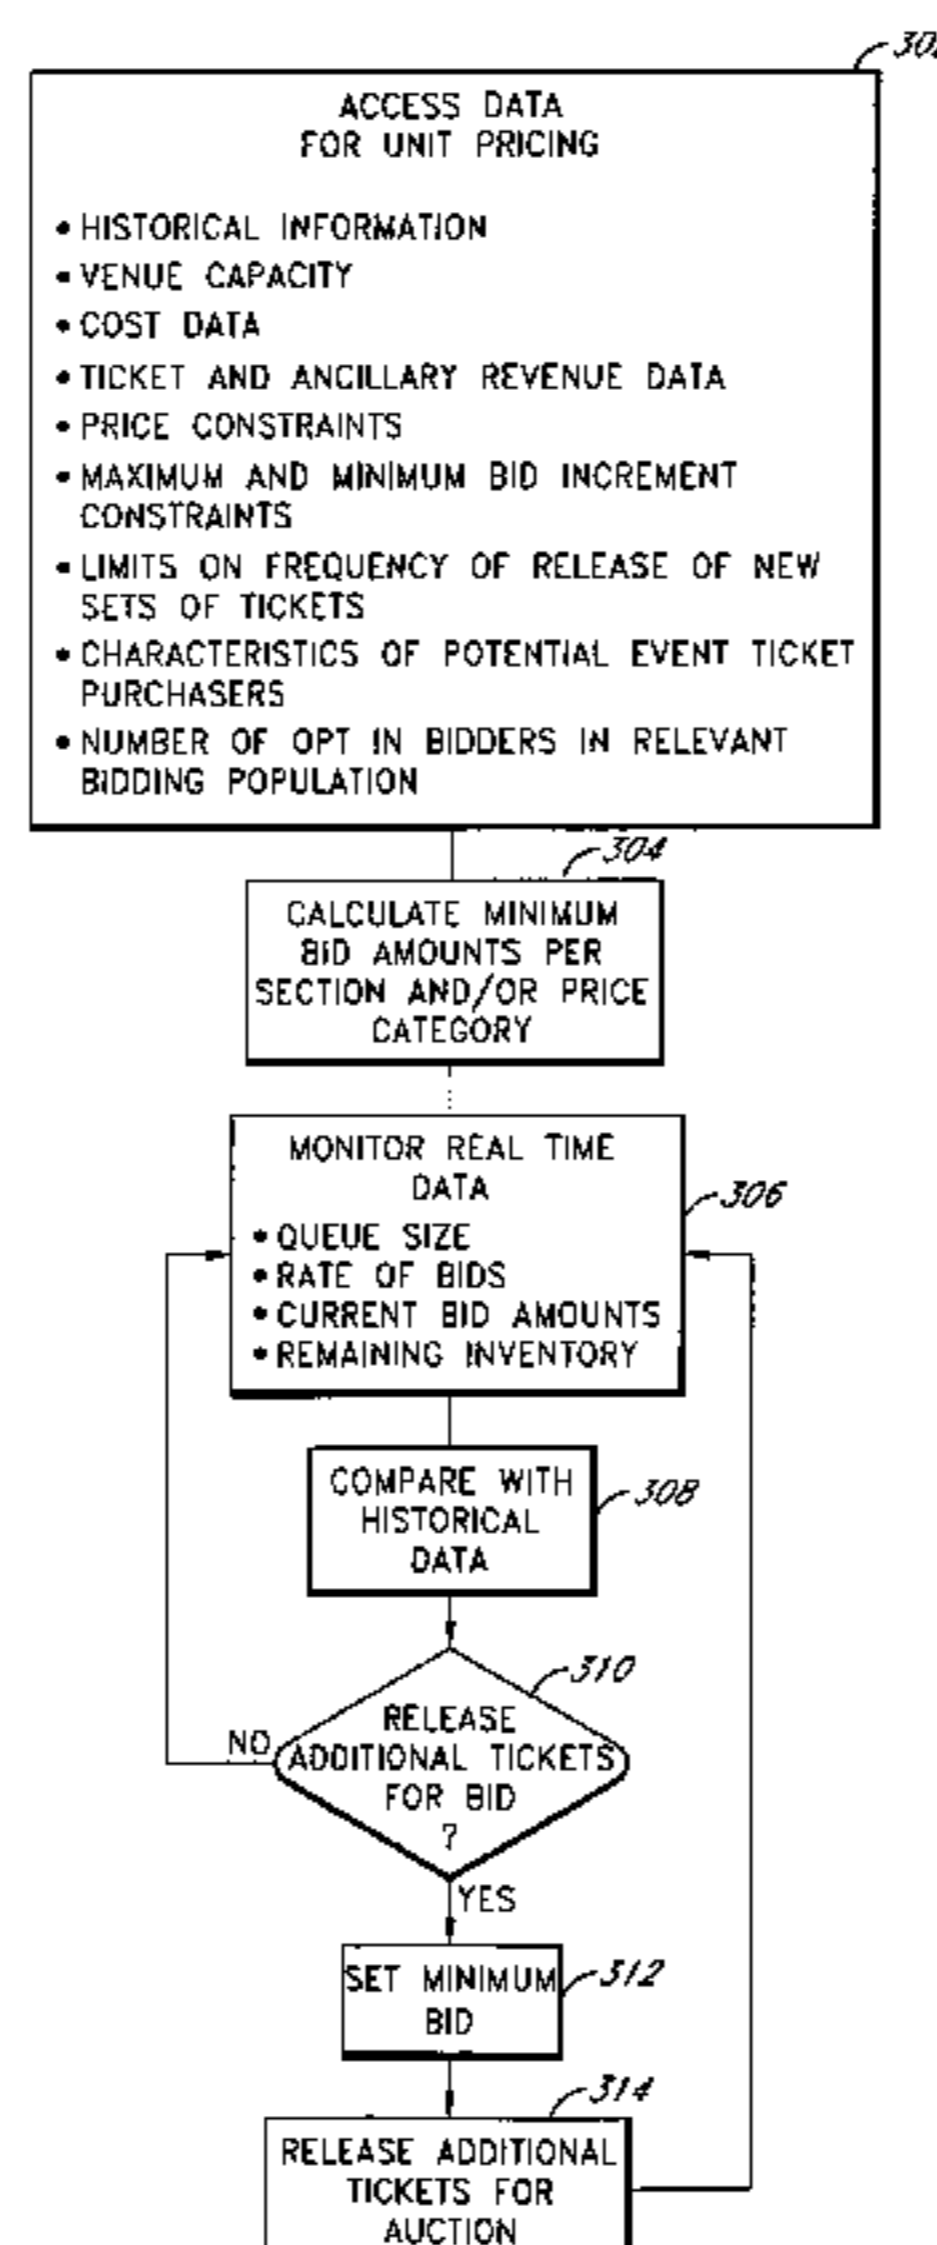 302
ACCESS DATA
FOR UNIT PRICING
• HISTORICAL INFORMATION
• VENUE CAPACITY
• COST DATA
• TICKET AND ANCILLARY REVENUE DATA
• PRICE CONSTRAINTS
• MAXIMUM AND MINIMUM BID INCREMENT
CONSTRAINTS
• LIMITS ON FREQUENCY OF RELEASE OF NEW
SETS OF TICKETS
• CHARACTERISTICS OF POTENTIAL EVENT TICKET
PURCHASERS
• NUMBER OF OPT IN BIDDERS IN RELEVANT
BIDDING POPULATION
304
CALCULATE MINIMUM
BID AMOUNTS PER
SECTION AND/OR PRICE
CATEGORY
MONITOR REAL TIME
DATA
306
• QUEUE SIZE
• RATE OF BIDS
• CURRENT BID AMOUNTS
• REMAINING INVENTORY
COMPARE WITH
HISTORICAL
DATA
308
310
RELEASE
ADDITIONAL TICKETS
FOR BID
?
NO
YES
SET MINIMUM
BID
312
314
RELEASE ADDITIONAL
TICKETS FOR
AUCTION